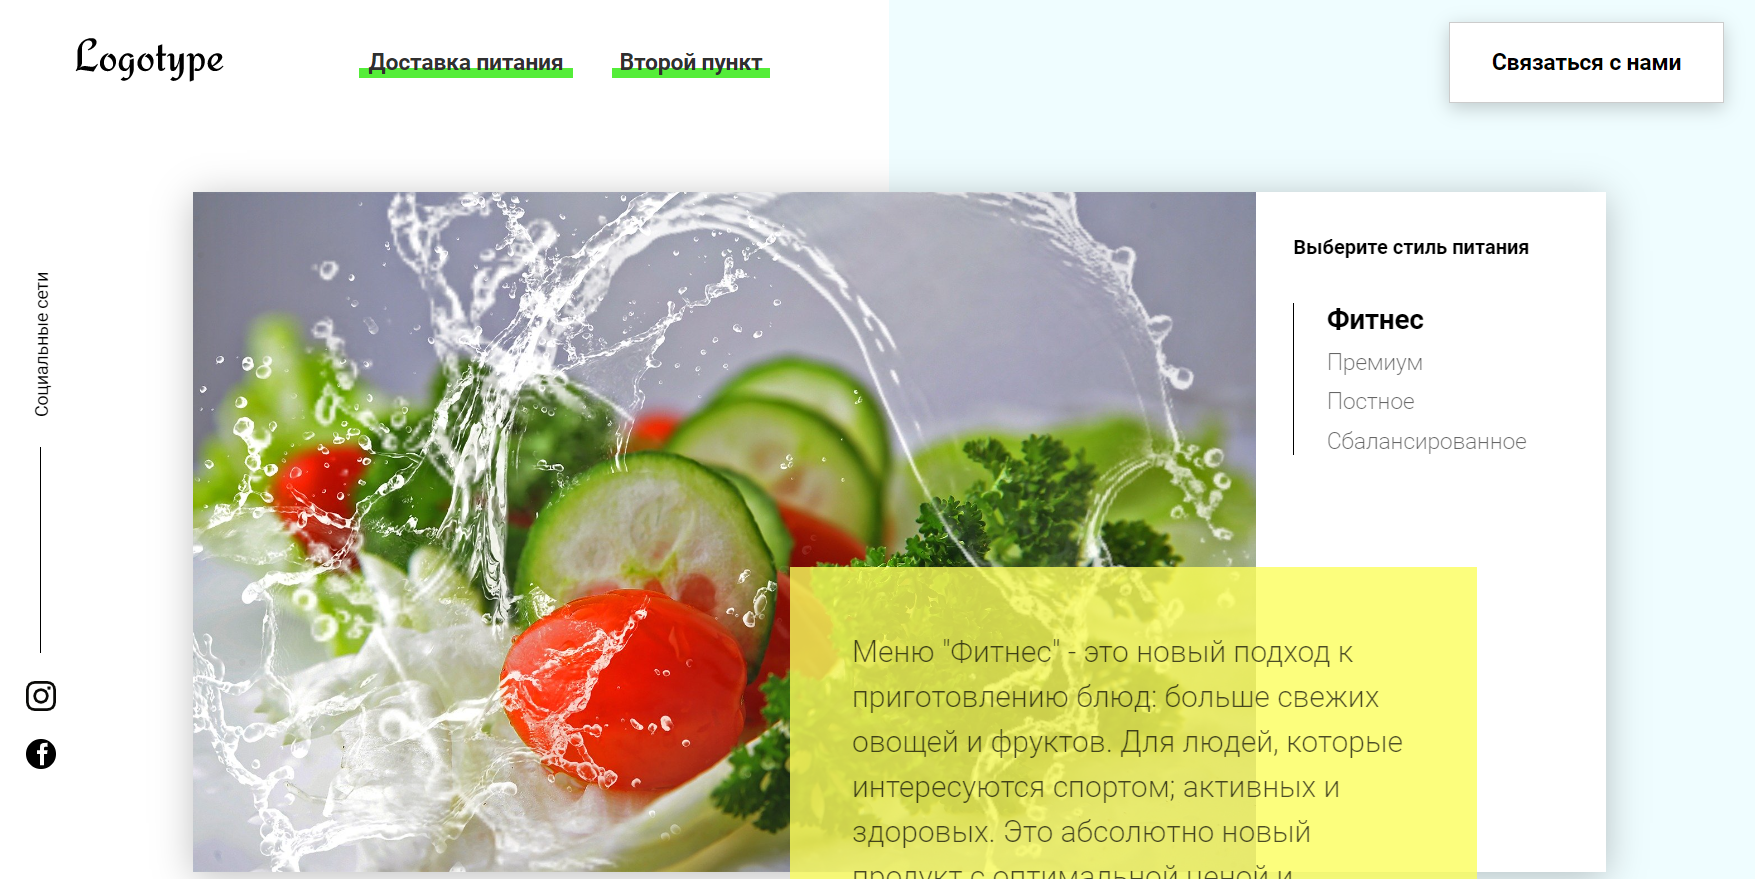 Logotype
Доставка питания
Второй пункт
Связаться с нами
Социальные сети
Выберите стиль питания
Фитнес
Премиум
Постное
Сбалансированное
Меню "Фитнес" - это новый подход к
приготовлению блюд: больше свежих
овощей и фруктов. Для людей, которые
интересуются спортом; активных и
здоровых. Это абсолютно новый
продукт с оптимальной ценой и